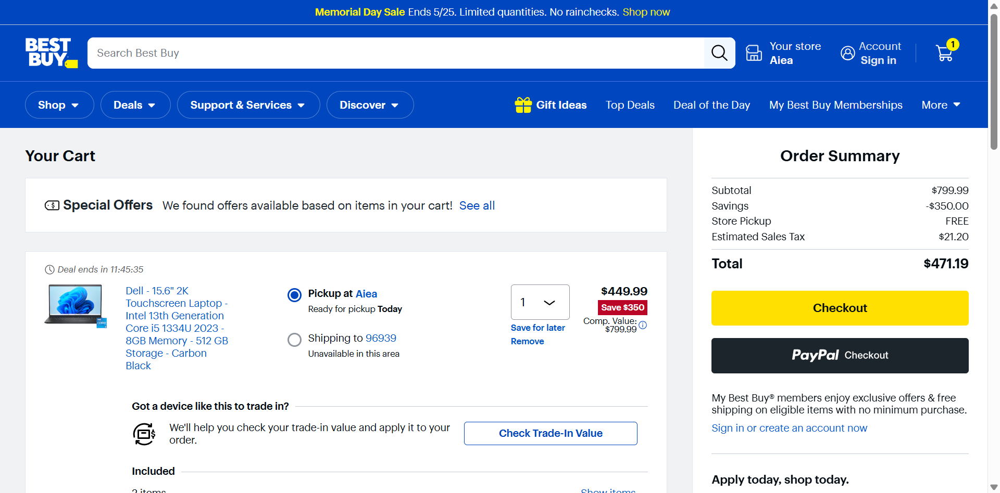 Memorial Day Sale Ends 5/25. Limited quantities. No rainchecks. Shop now
BEST BUY
Search Best Buy
Your store
Aiea
Account
Sign in
1
Shop
Deals
Support & Services
Discover
Gift Ideas
Top Deals
Deal of the Day
My Best Buy Memberships
More
Your Cart
Special Offers We found offers available based on items in your cart! See all
Deal ends in 11:45:35
Dell - 15.6" 2K
Touchscreen Laptop -
Intel 13th Generation
Core i5 1334U 2023 -
8GB Memory - 512 GB
Storage - Carbon
Black
Pickup at Aiea
Ready for pickup Today
Shipping to 96939
Unavailable in this area
1
Save for later
Remove
$449.99
Save $350
Comp. Value:
$799.99
Got a device like this to trade in?
We'll help you check your trade-in value and apply it to your
order.
Check Trade-In Value
Included
2 items
Show items
Order Summary
Subtotal $799.99
Savings -$350.00
Store Pickup FREE
Estimated Sales Tax $21.20
Total $471.19
Checkout
PayPal Checkout
My Best Buy® members enjoy exclusive offers & free
shipping on eligible items with no minimum purchase.
Sign in or create an account now
Apply today, shop today.